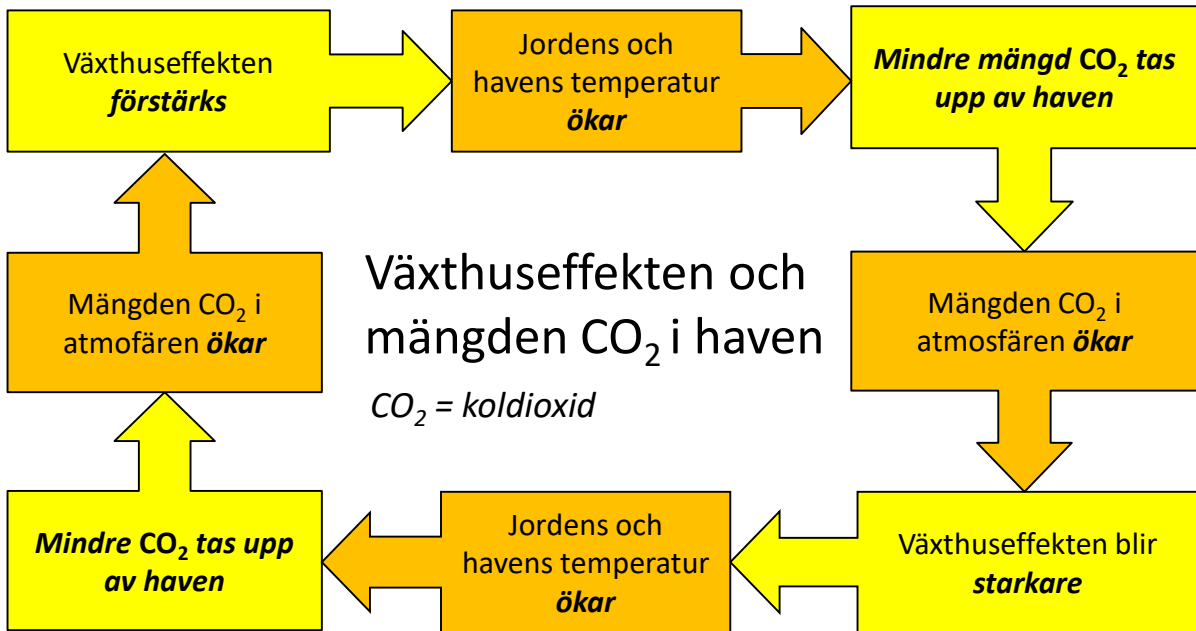 Växthuseffekten
förstärks
Jordens och
havens temperatur
ökar
Mindre mängd CO₂ tas
upp av haven
Mängden CO₂ i
atmosfären ökar
Växthuseffekten blir
starkare
Jordens och
havens temperatur
ökar
Mindre CO₂ tas upp
av haven
Mängden CO₂ i
atmofären ökar
Växthuseffekten och
mängden CO₂ i haven
CO₂ = koldioxid